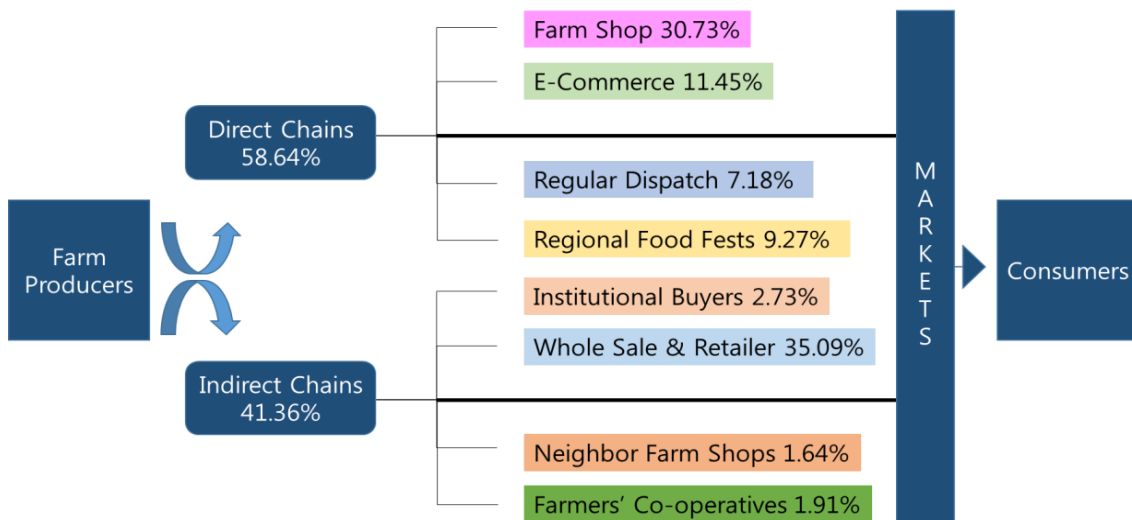 Farm
Producers
Direct Chains
58.64%
Farm Shop 30.73%
E-Commerce 11.45%
Regular Dispatch 7.18%
Regional Food Fests 9.27%
Indirect Chains
41.36%
Institutional Buyers 2.73%
Whole Sale & Retailer 35.09%
Neighbor Farm Shops 1.64%
Farmers’ Co-operatives 1.91%
MARKETS
Consumers